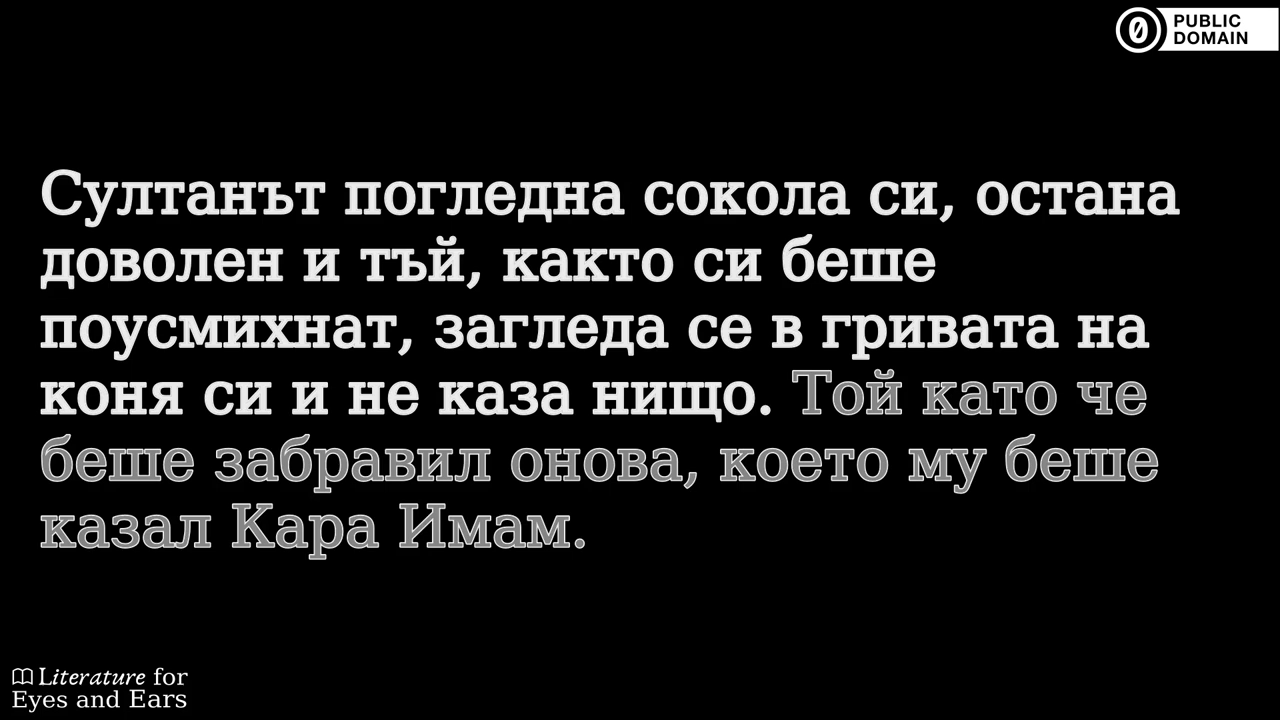 PUBLIC
DOMAIN
Султанът погледна сокола си, остана
доволен и тъй, както си беше
поусмихнат, загледа се в гривата на
коня си и не каза нищо. Той като че
беше забравил онова, което му беше
казал Кара Имам.
Literature for
Eyes and Ears